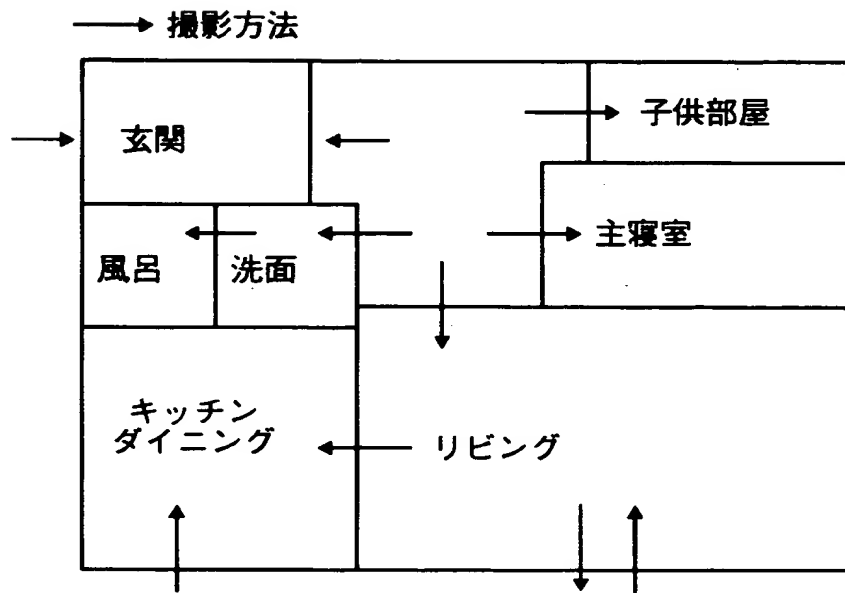 撮影方法
玄関
子供部屋
主寝室
風呂
洗面
キッチン
ダイニング
リビング